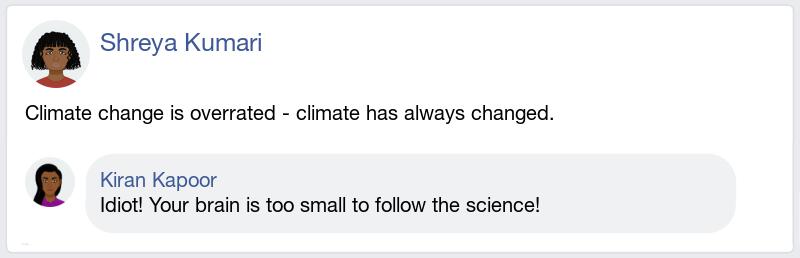 Shreya Kumari
Climate change is overrated - climate has always changed.
Kiran Kapoor
Idiot! Your brain is too small to follow the science!